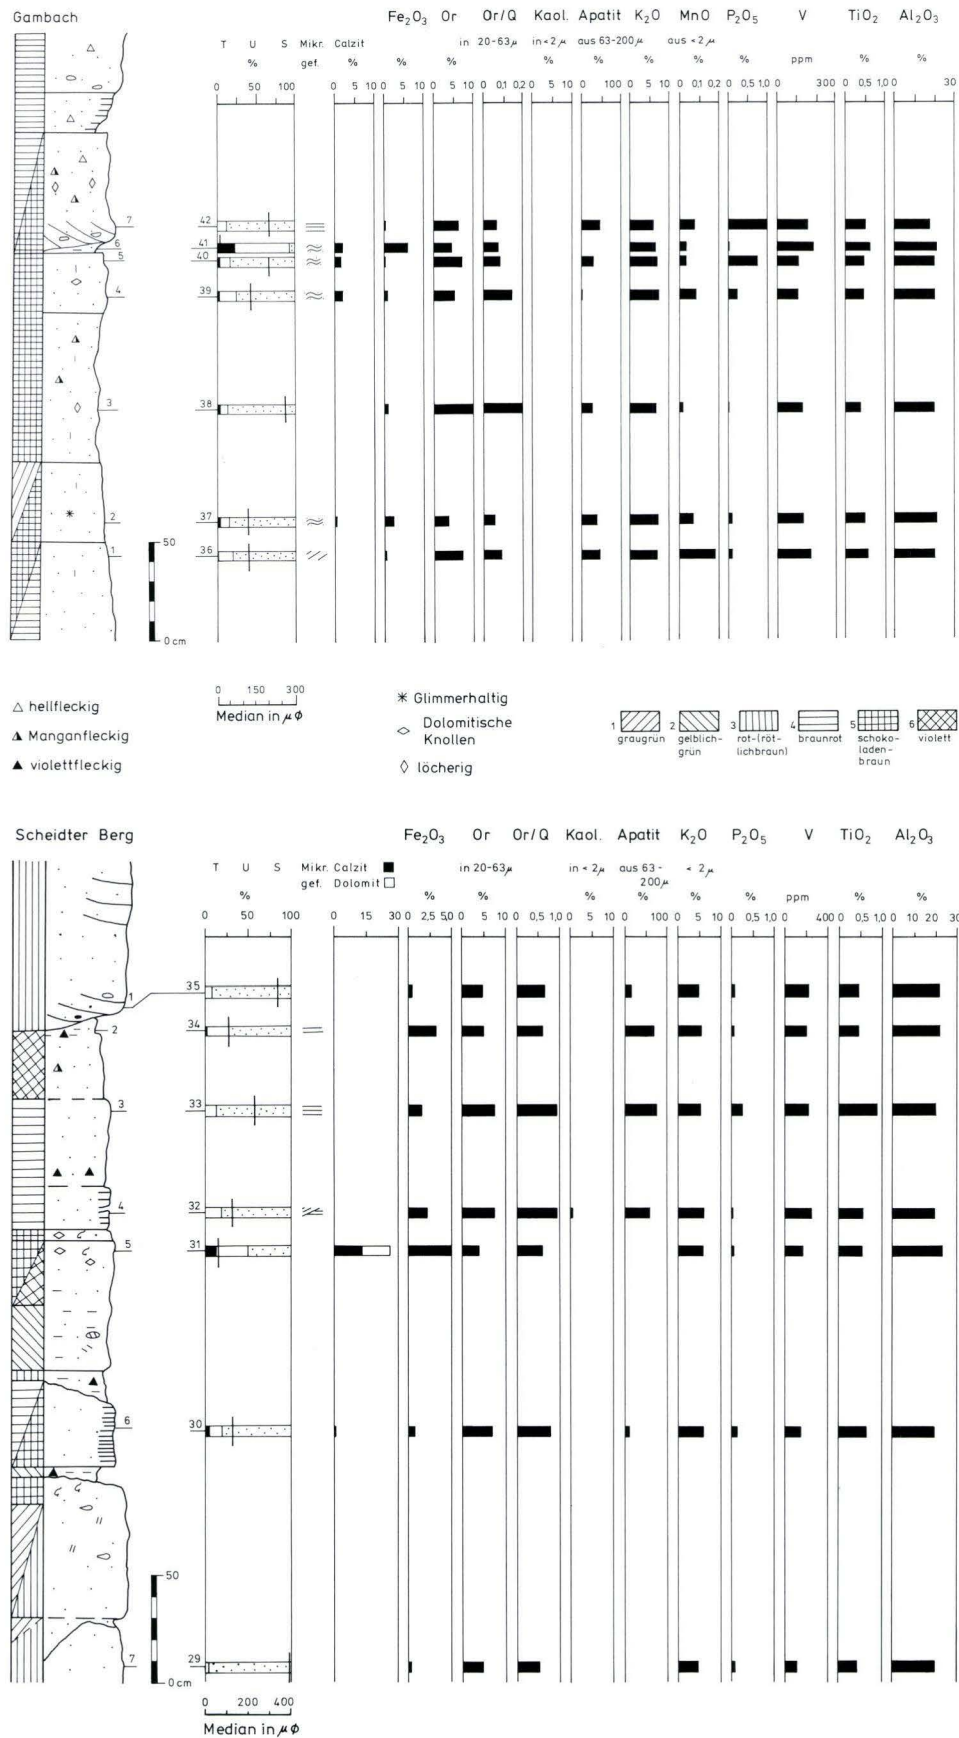 Gambach
Fe₂O₃ Or Or/Q Kaol. Apatit K₂O MnO P₂O₅ V TiO₂ Al₂O₃
T U S Mikr. Calzit in 20-63μ in<2μ aus 63-200μ aus <2μ
% gef. % % % % % % % % ppm % %
0 50 100 0 5 10 0 5 10 0 5 10 0 0,1 0,2 0 5 10 0 100 0 5 10 0 0,1 0,2 0 0,5 1,0 0 300 0 0,5 1,0 0 30
7 42
6 41
5 40
4 39
3 38
2 37
1 36
50
0 cm
△ hellfleckig
Manganfleckig
▲ violettfleckig
0 150 300
Median in μ ø
✳ Glimmerhaltig
Dolomitische
Knollen
◊ löcherig
1 2 3 4 5 6
graugrün gelblich-grün rot-(röt-lichbraun) braunrot schoko-laden-braun violett
Scheidter Berg
Fe₂O₃ Or Or/Q Kaol. Apatit K₂O P₂O₅ V TiO₂ Al₂O₃
T U S Mikr. Calzit ■ in 20-63μ in < 2μ aus 63- < 2μ
gef. Dolomit □ 200μ
% % % % % % % ppm % %
0 50 100 0 15 30 0 2,5 5,0 0 5 10 0 0,5 1,0 0 5 10 0 100 0 5 10 0 0,5 1,0 0 400 0 0,5 1,0 0 10 20 30
1 35
2 34
3 33
4 32
5 31
6 30
50
7 29
0 cm
0 200 400
Median in μ ø